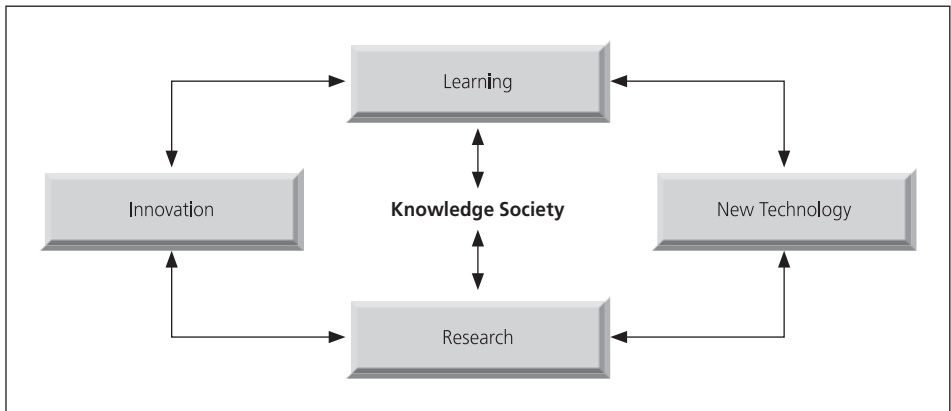 Learning
Innovation
Knowledge Society
New Technology
Research